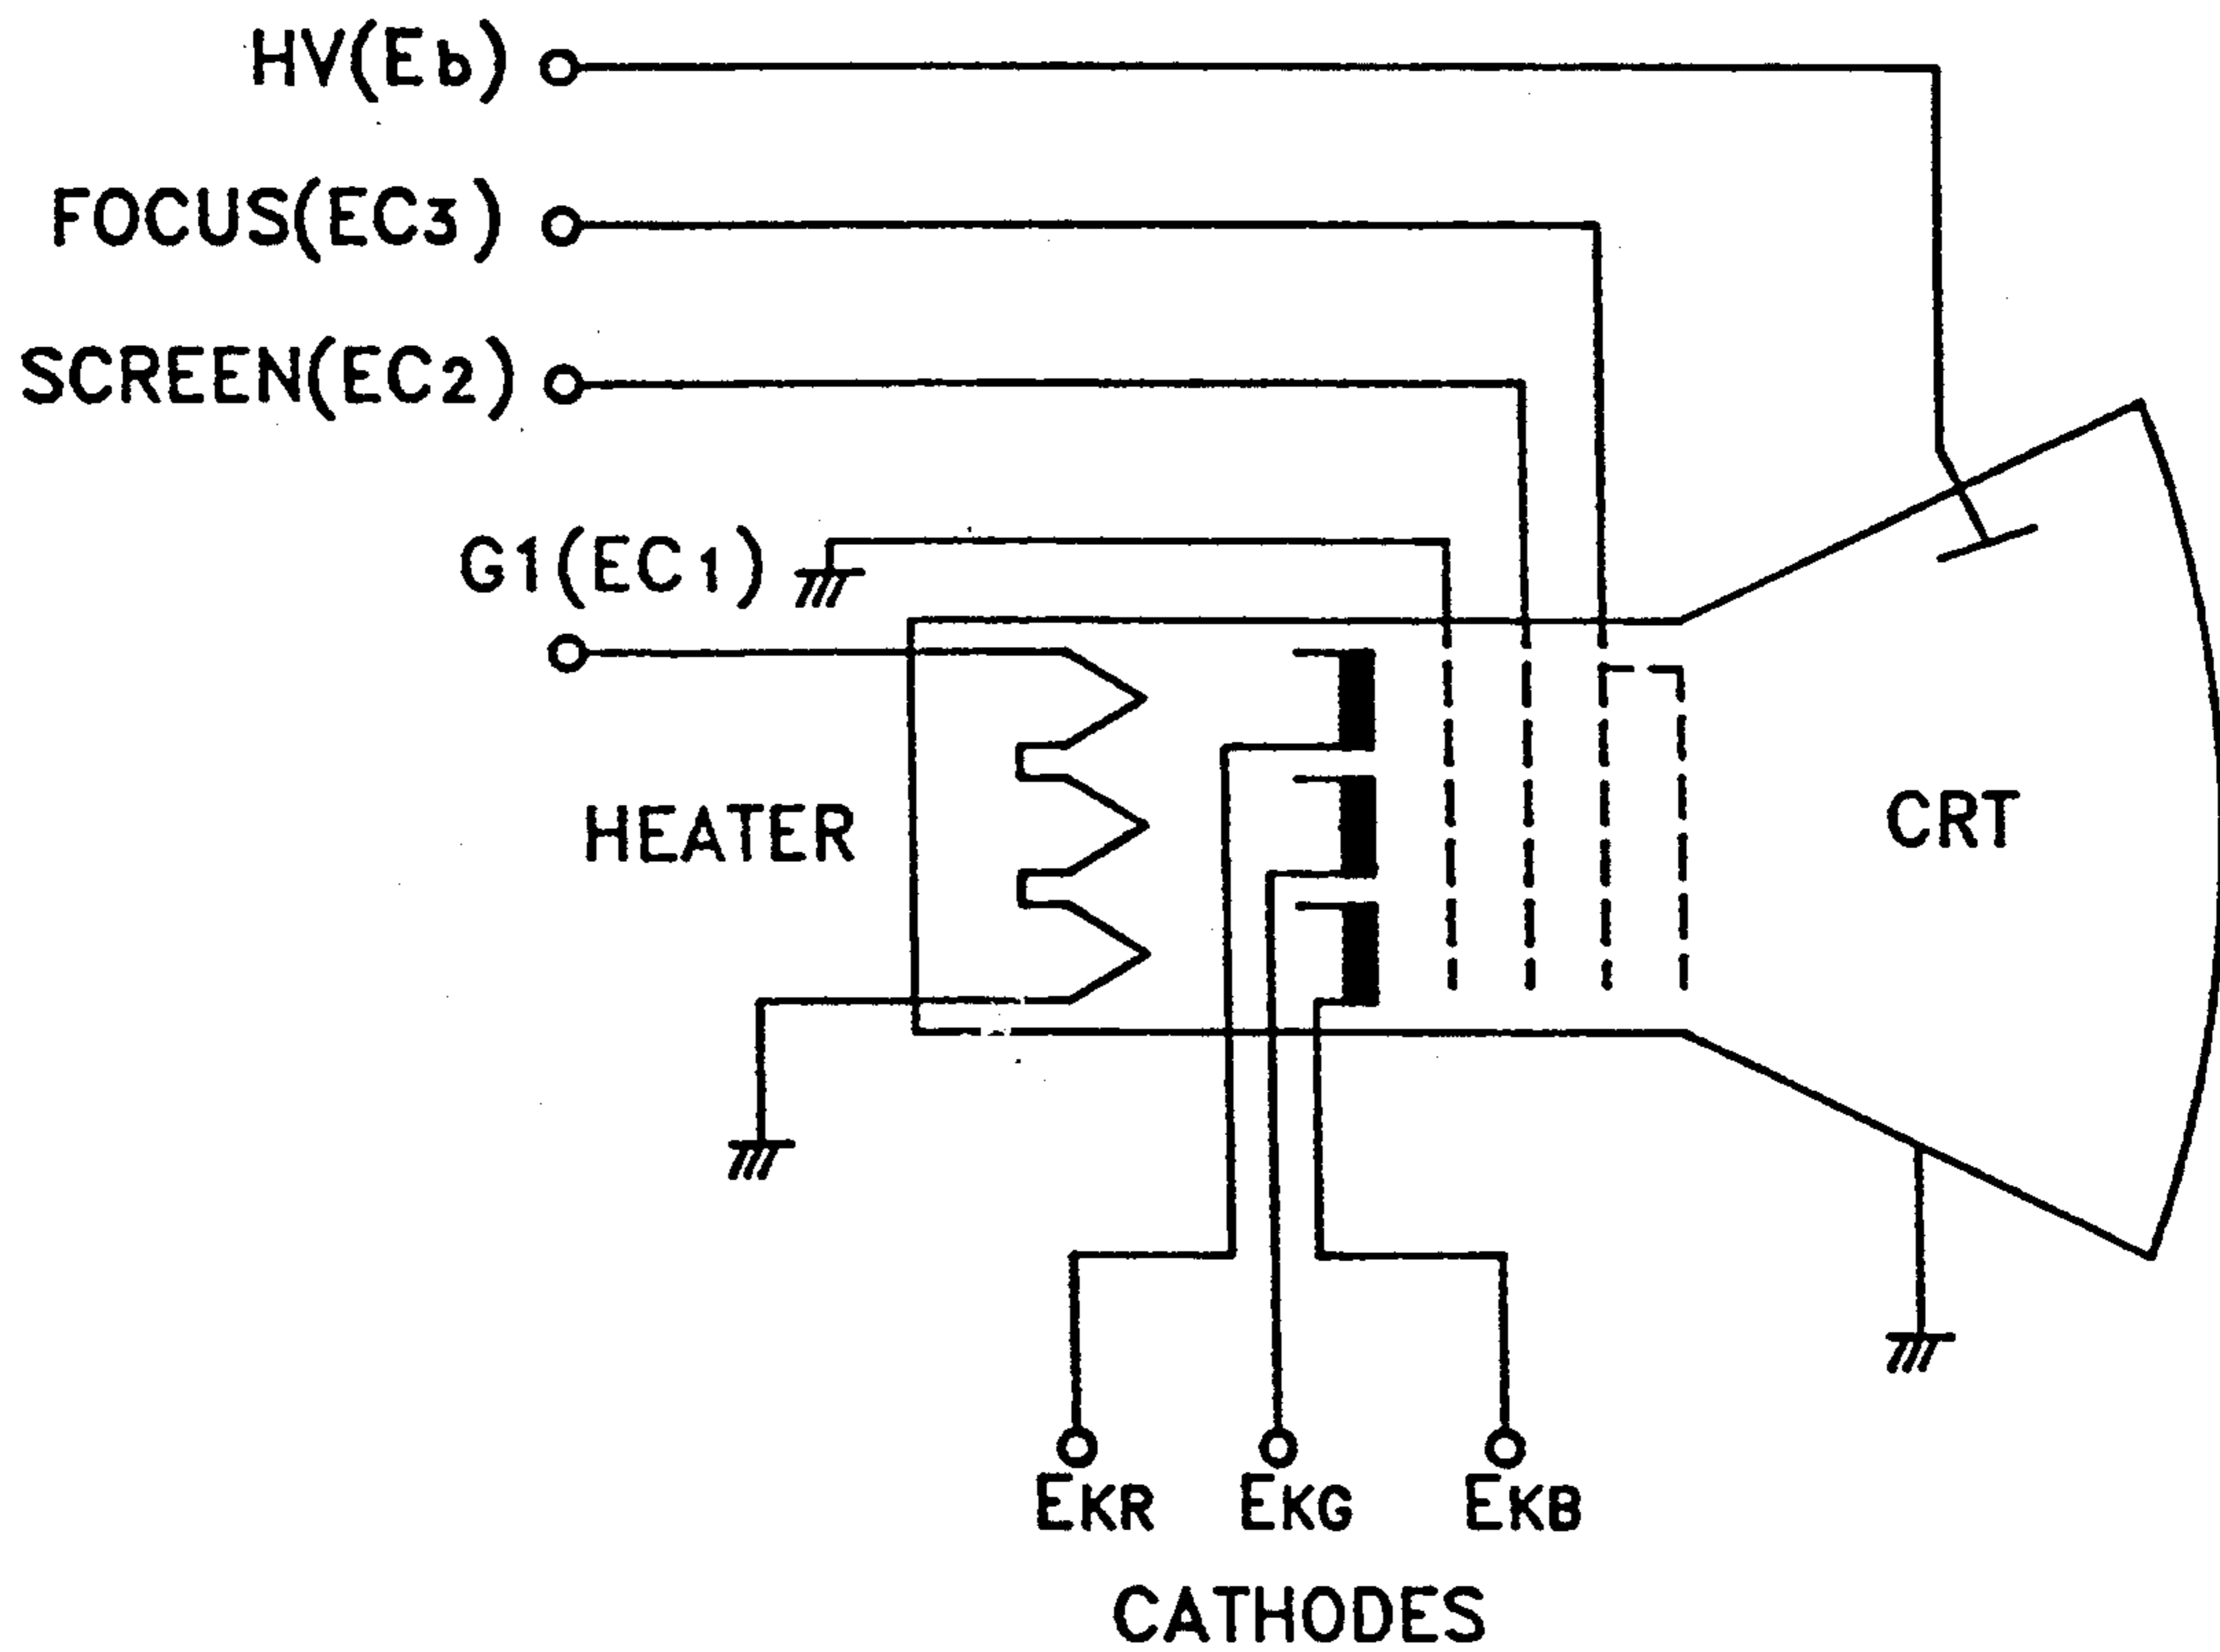 HV(Eb)
FOCUS(EC3)
SCREEN(EC2)
G1(EC1)
HEATER
CRT
EKR EKG EKB
CATHODES